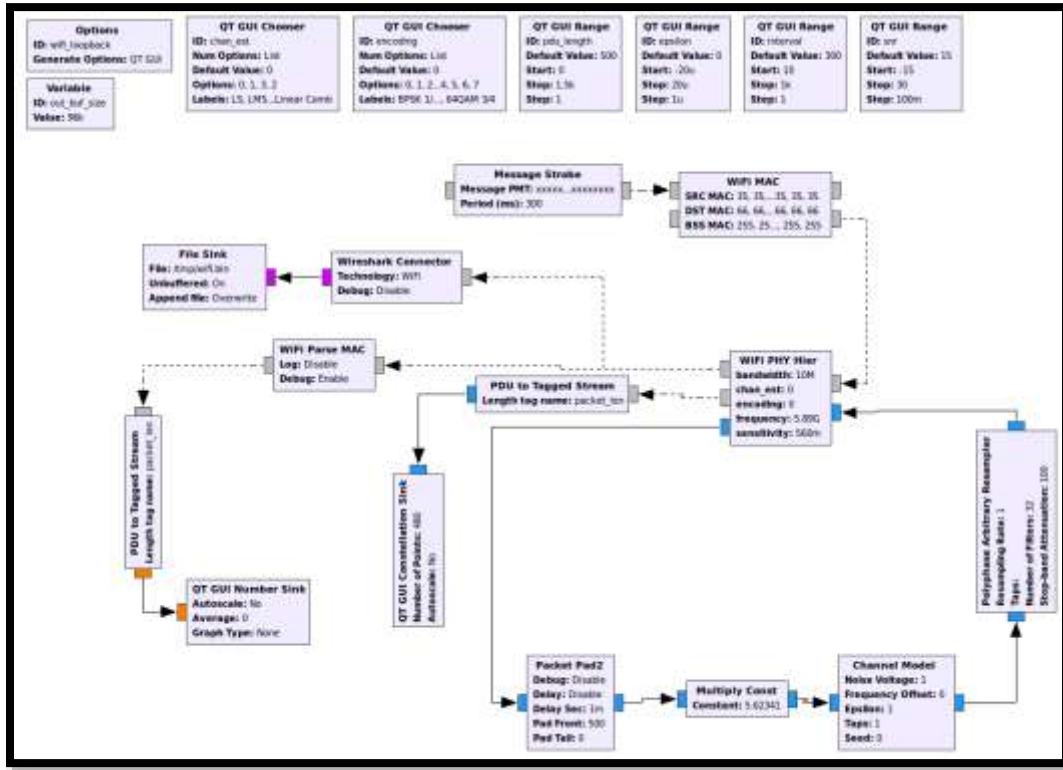 Options
ID: wifi_loopback
Generate Options: QT GUI
Variable
ID: out_buf_size
Value: 96k
QT GUI Chooser
ID: chan_est
Num Options: List
Default Value: 0
Options: 0, 1, 3, 2
Labels: LS, LMS...Linear Comb
QT GUI Chooser
ID: encoding
Num Options: List
Default Value: 0
Options: 0, 1, 2...4, 5, 6, 7
Labels: BPSK 1/... 64QAM 3/4
QT GUI Range
ID: pdu_length
Default Value: 500
Start: 0
Stop: 1.5k
Step: 1
QT GUI Range
ID: epsilon
Default Value: 0
Start: -20u
Stop: 20u
Step: 1u
QT GUI Range
ID: interval
Default Value: 300
Start: 10
Stop: 1k
Step: 1
QT GUI Range
ID: snr
Default Value: 15
Start: -15
Stop: 30
Step: 100m
Message Strobe
Message PMT: xxxxx...xxxxxxxx
Period (ms): 300
WiFi MAC
SRC MAC: 35, 35,...35, 35, 35
DST MAC: 66, 66,...66, 66, 66
BSS MAC: 255, 25..., 255, 255
File Sink
File: /tmp/wifi.bin
Unbuffered: On
Append file: Overwrite
Wireshark Connector
Technology: WiFi
Debug: Disable
WiFi Parse MAC
Log: Disable
Debug: Enable
PDU to Tagged Stream
Length tag name: packet_len
WiFi PHY Hier
bandwidth: 10M
chan_est: 0
encoding: 0
frequency: 5.89G
sensitivity: 560m
PDU to Tagged Stream
Length tag name: packet_len
QT GUI Constellation Sink
Number of Points: 480
Autoscale: No
Polyphase Arbitrary Resampler
Resampling Rate: 1
Taps:
Number of Filters: 32
Stop-band Attenuation: 100
QT GUI Number Sink
Autoscale: No
Average: 0
Graph Type: None
Packet Pad2
Debug: Disable
Delay: Disable
Delay Sec: 1m
Pad Front: 500
Pad Tail: 0
Multiply Const
Constant: 5.62341
Channel Model
Noise Voltage: 1
Frequency Offset: 0
Epsilon: 1
Taps: 1
Seed: 0